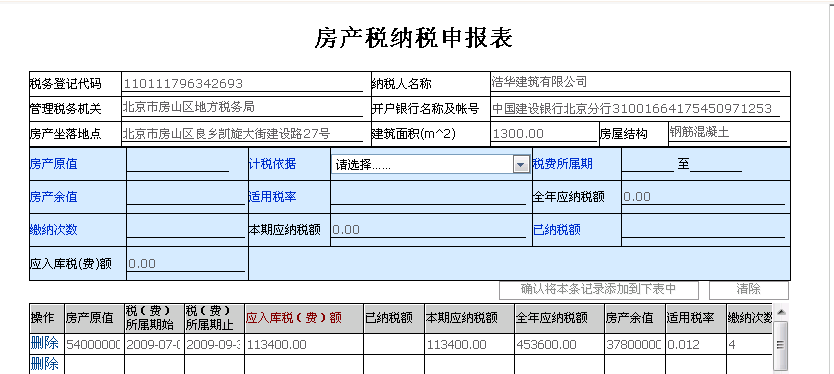 房产税纳税申报表
税务登记代码 110111796342693 纳税人名称 洁华建筑有限公司
管理税务机关 北京市房山区地方税务局 开户银行名称及帐号 中国建设银行北京分行31001664175450971253
房产坐落地点 北京市房山区良乡凯旋大街建设路27号 建筑面积(m^2) 1300.00 房屋结构 钢筋混凝土
房产原值 计税依据 请选择...... 税费所属期 至
房产余值 适用税率 全年应纳税额 0.00
缴纳次数 本期应纳税额 0.00 已纳税额
应入库税(费)额 0.00
确认将本条记录添加到下表中 清除
操作 房产原值 税（费）所属期始 税（费）所属期止 应入库税（费）额 已纳税额 本期应纳税额 全年应纳税额 房产余值 适用税率 缴纳次数
删除 54000000 2009-07-0 2009-09-3 113400.00 113400.00 453600.00 37800000 0.012 4
删除